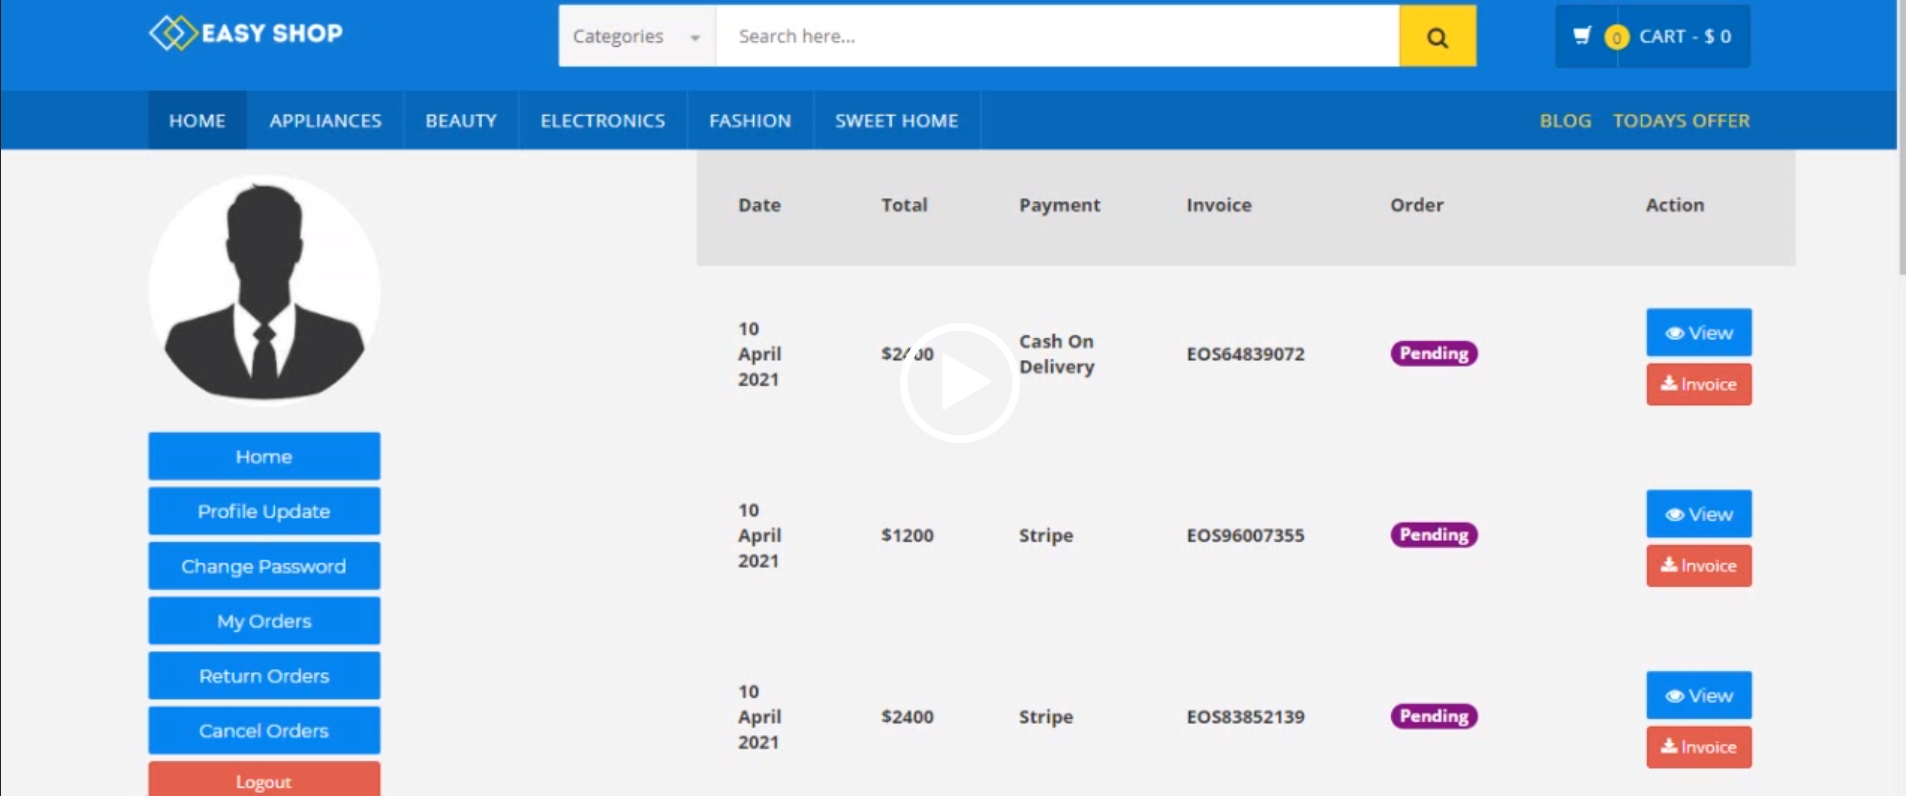 EASY SHOP
Categories
Search here...
0
CART - $ 0
HOME
APPLIANCES
BEAUTY
ELECTRONICS
FASHION
SWEET HOME
BLOG
TODAYS OFFER
Date
Total
Payment
Invoice
Order
Action
10
April
2021
$2400
Cash On
Delivery
EOS64839072
Pending
View
Invoice
10
April
2021
$1200
Stripe
EOS96007355
Pending
View
Invoice
10
April
2021
$2400
Stripe
EOS83852139
Pending
View
Invoice
Home
Profile Update
Change Password
My Orders
Return Orders
Cancel Orders
Logout